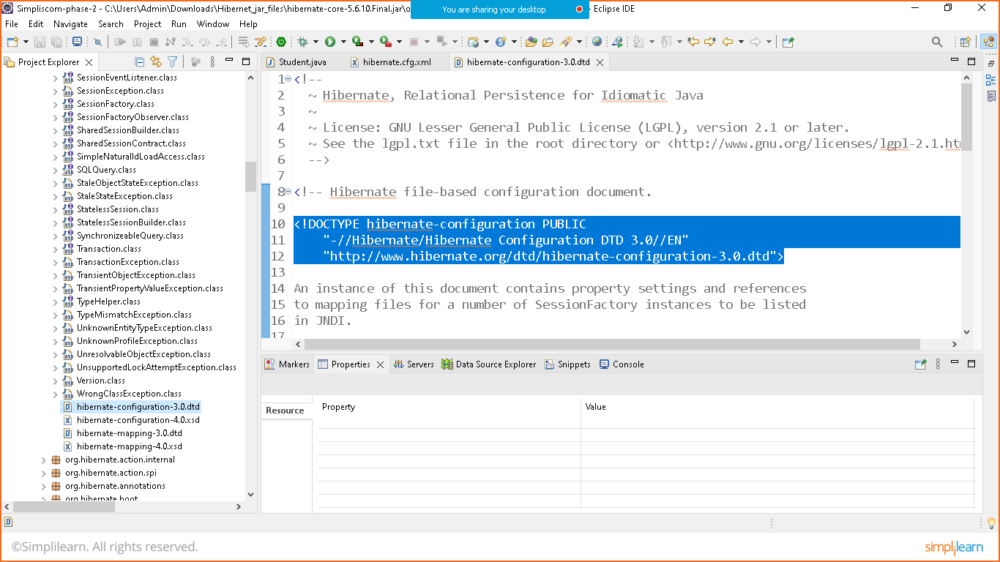 Simpliscom-phase-2 - C:\Users\Admin\Downloads\Hibernet_jar_files\hibernate-core-5.6.10.Final.jar\o
You are sharing your desktop
- Eclipse IDE
File Edit Navigate Search Project Run Window Help
Project Explorer
Student.java hibernate.cfg.xml hibernate-configuration-3.0.dtd
SessionEventListener.class
SessionException.class
SessionFactory.class
SessionFactoryObserver.class
SharedSessionBuilder.class
SharedSessionContract.class
SimpleNaturalIdLoadAccess.class
SQLQuery.class
StaleObjectStateException.class
StaleStateException.class
StatelessSession.class
StatelessSessionBuilder.class
SynchronizeableQuery.class
Transaction.class
TransactionException.class
TransientObjectException.class
TransientPropertyValueException.class
TypeHelper.class
TypeMismatchException.class
UnknownEntityTypeException.class
UnknownProfileException.class
UnresolvableObjectException.class
UnsupportedLockAttemptException.class
Version.class
WrongClassException.class
hibernate-configuration-3.0.dtd
hibernate-configuration-4.0.xsd
hibernate-mapping-3.0.dtd
hibernate-mapping-4.0.xsd
org.hibernate.action.internal
org.hibernate.action.spi
org.hibernate.annotations
org.hibernate.boot
1 <!--
2 ~ Hibernate, Relational Persistence for Idiomatic Java
3 ~
4 ~ License: GNU Lesser General Public License (LGPL), version 2.1 or later.
5 ~ See the lgpl.txt file in the root directory or <http://www.gnu.org/licenses/lgpl-2.1.htm
6 -->
7
8 <!-- Hibernate file-based configuration document.
9
10 <!DOCTYPE hibernate-configuration PUBLIC
11 "-//Hibernate/Hibernate Configuration DTD 3.0//EN"
12 "http://www.hibernate.org/dtd/hibernate-configuration-3.0.dtd">
13
14 An instance of this document contains property settings and references
15 to mapping files for a number of SessionFactory instances to be listed
16 in JNDI.
17
Markers Properties Servers Data Source Explorer Snippets Console
Resource
Property Value
©Simplilearn. All rights reserved.
simplilearn